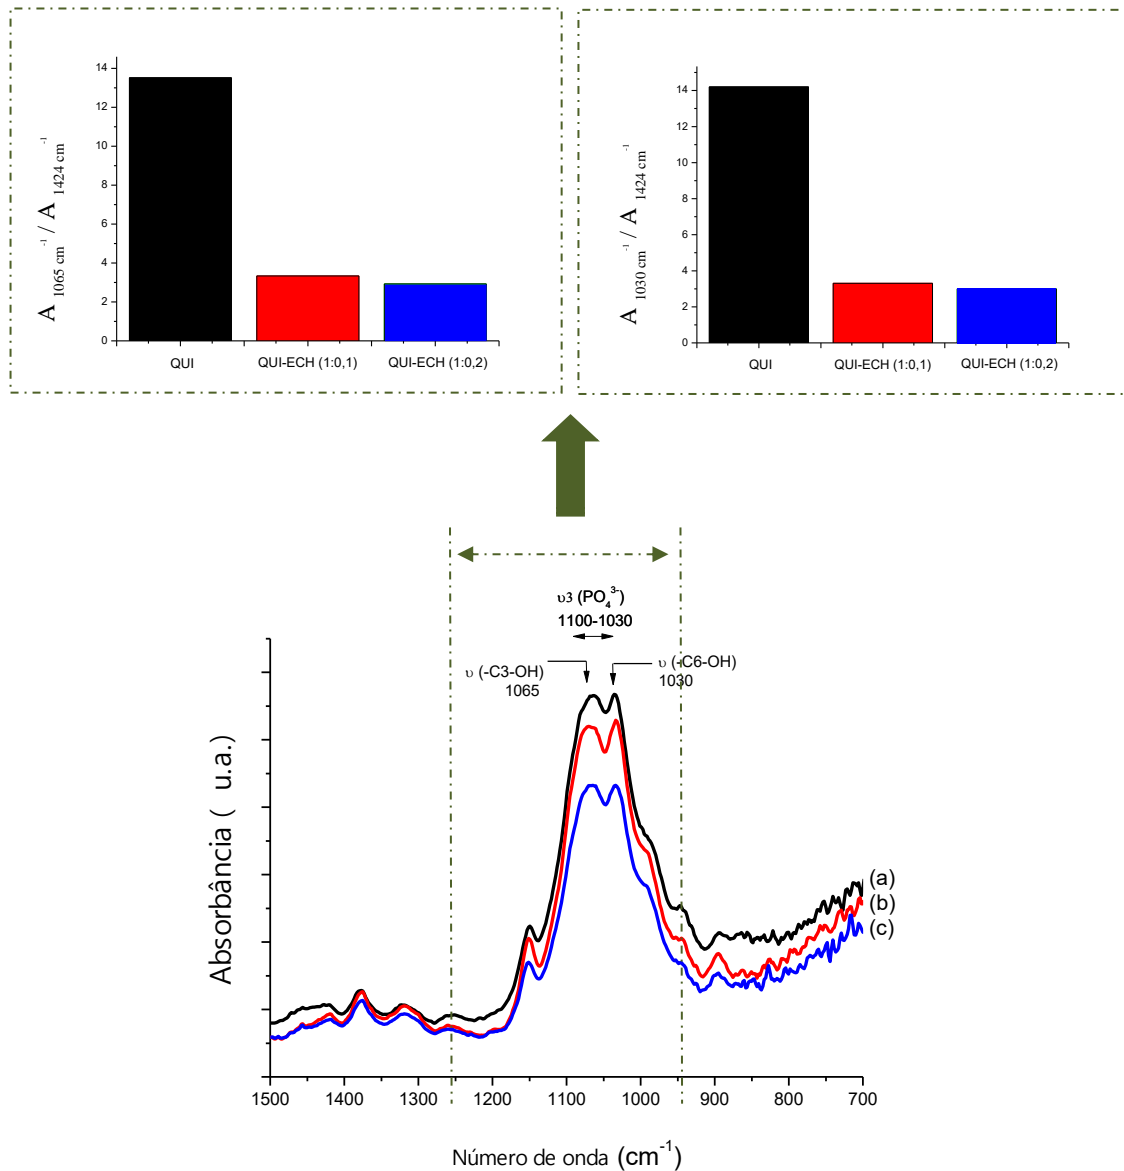 14
12
10
8
6
4
2
0
A 1065 cm⁻¹ / A 1424 cm⁻¹
QUI
QUI-ECH (1:0,1)
QUI-ECH (1:0,2)
14
12
10
8
6
4
2
0
A 1030 cm⁻¹ / A 1424 cm⁻¹
QUI
QUI-ECH (1:0,1)
QUI-ECH (1:0,2)
υ3 (PO₄³⁻)
1100-1030
υ (-C3-OH)
1065
υ (-C6-OH)
1030
Absorbância ( u.a.)
(a)
(b)
(c)
1500
1400
1300
1200
1100
1000
900
800
700
Número de onda (cm⁻¹)